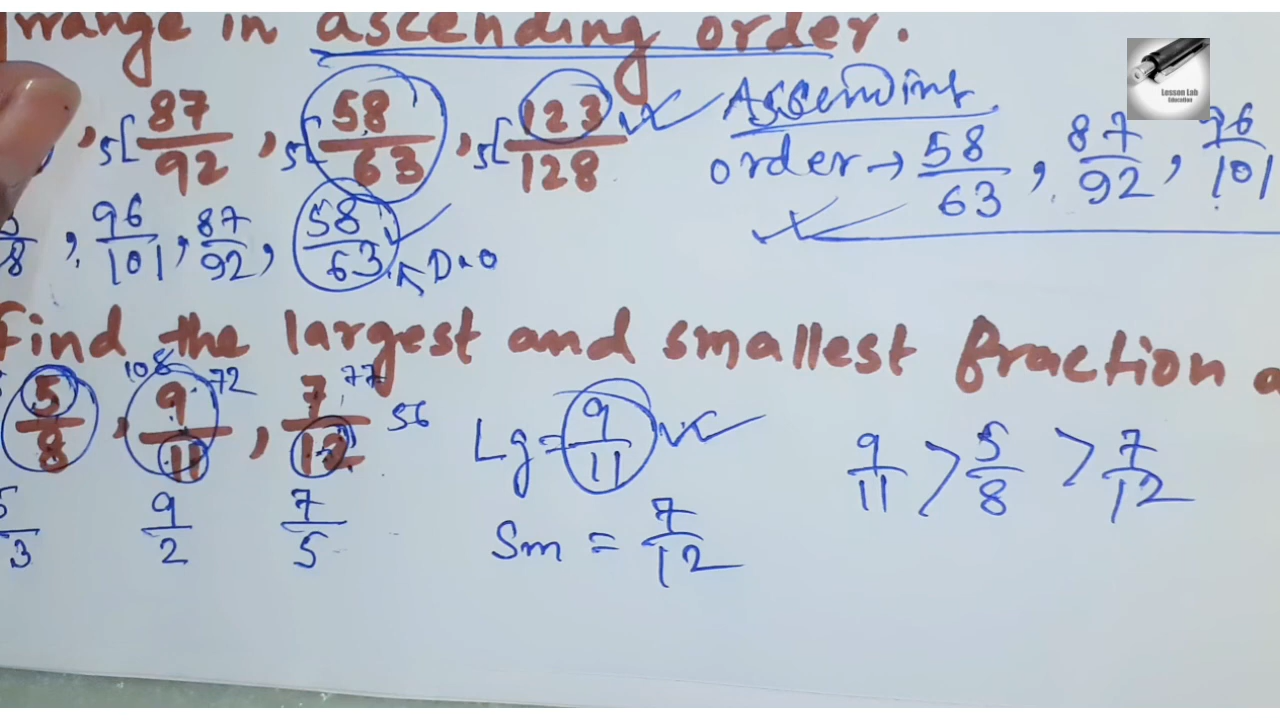 rrange in ascending order.
, 5[ 87/92 , 5[ 58/63 , 5[ 123/128
Ascending
order → 58/63 , 87/92 , 96/101
, 96/101 , 87/92 , 58/63 D.O
Lesson Lab
Education
Find the largest and smallest fraction a
108 72 77
5/8 , 9/11 , 7/12 56
5/3 9/2 7/5
Lg = 9/11
Sm = 7/12
9/11 > 5/8 > 7/12